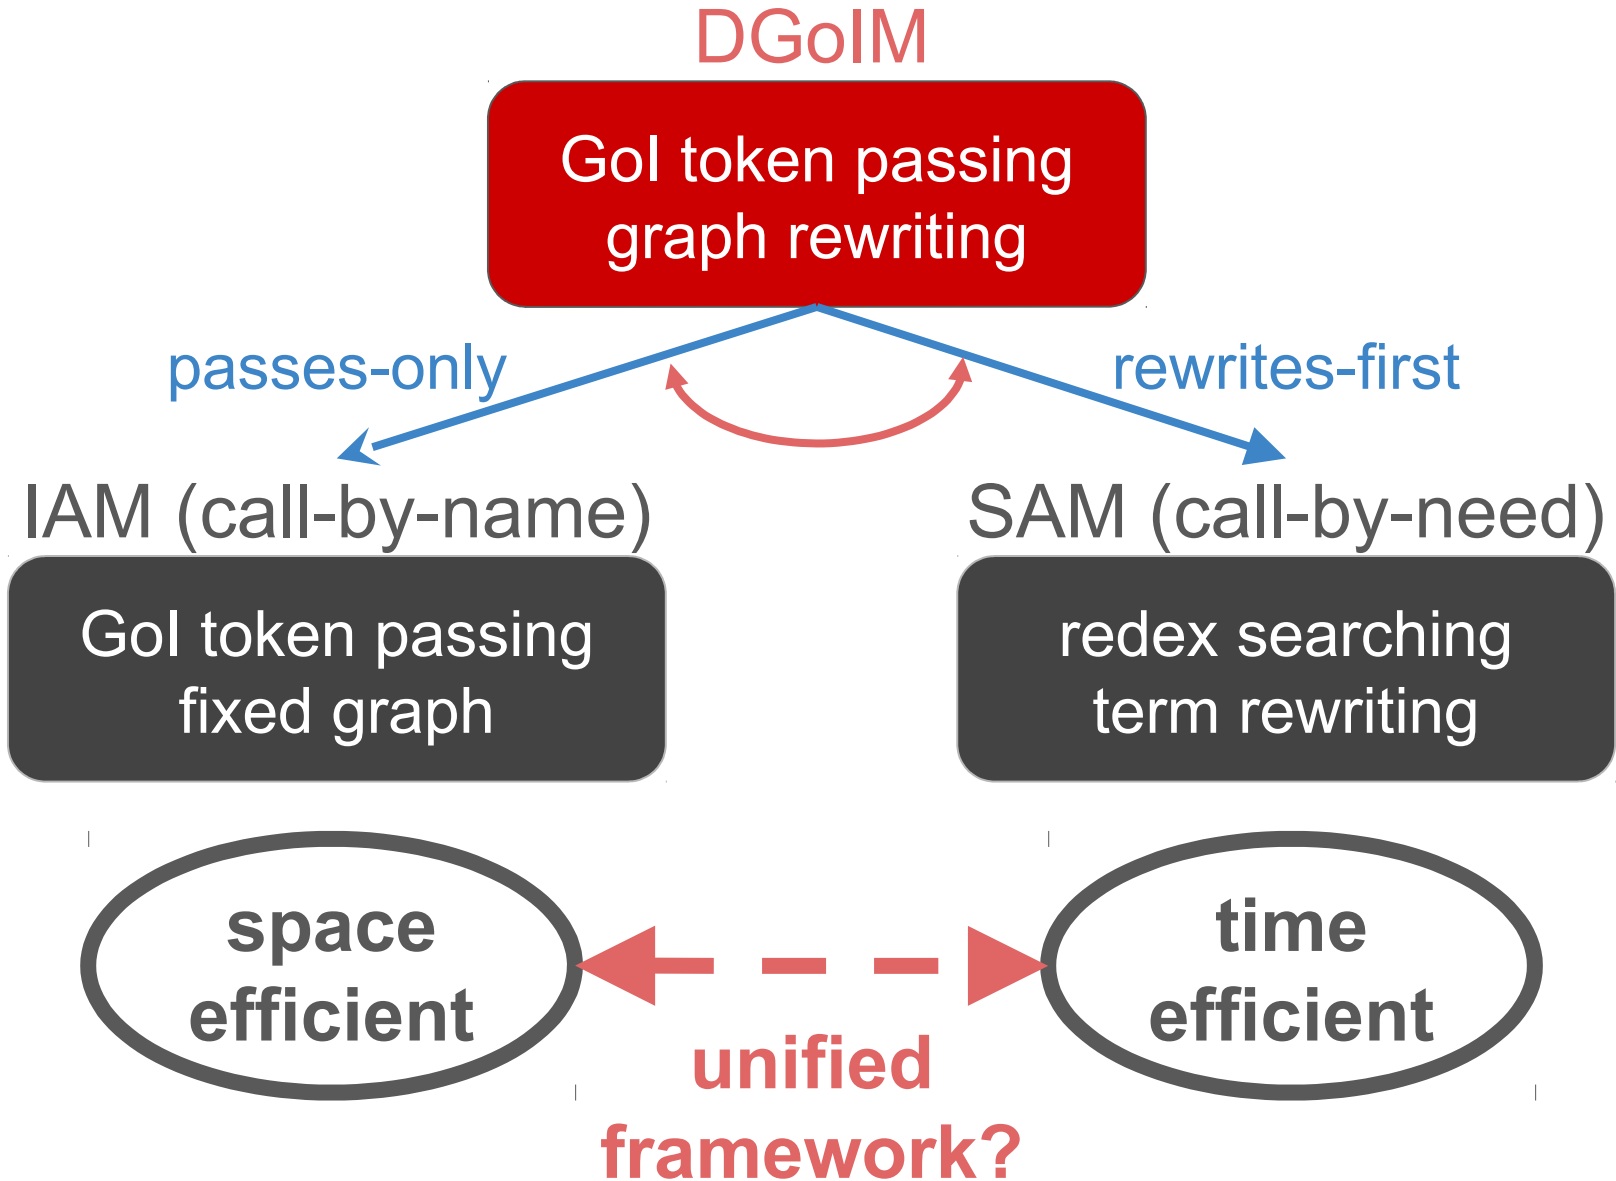 DGoIM
GoI token passing
graph rewriting
passes-only
rewrites-first
IAM (call-by-name)
SAM (call-by-need)
GoI token passing
fixed graph
redex searching
term rewriting
space
efficient
time
efficient
unified
framework?